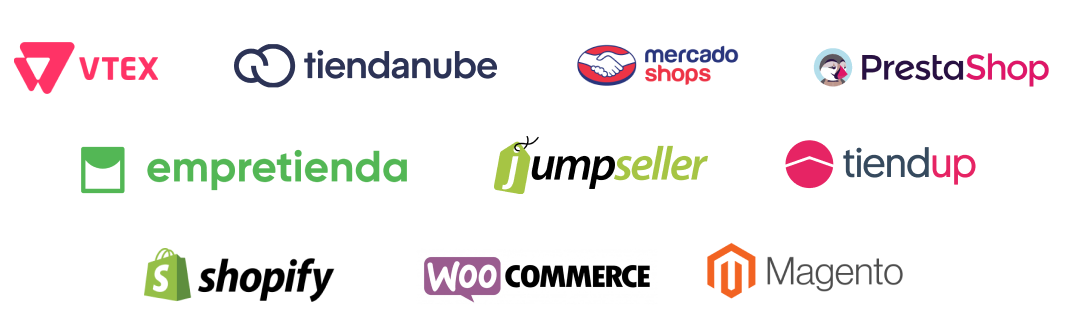 VTEX
tiendanube
mercado
shops
PrestaShop
empretienda
jumpseller
tiendup
S shopify
WOO COMMERCE
Magento